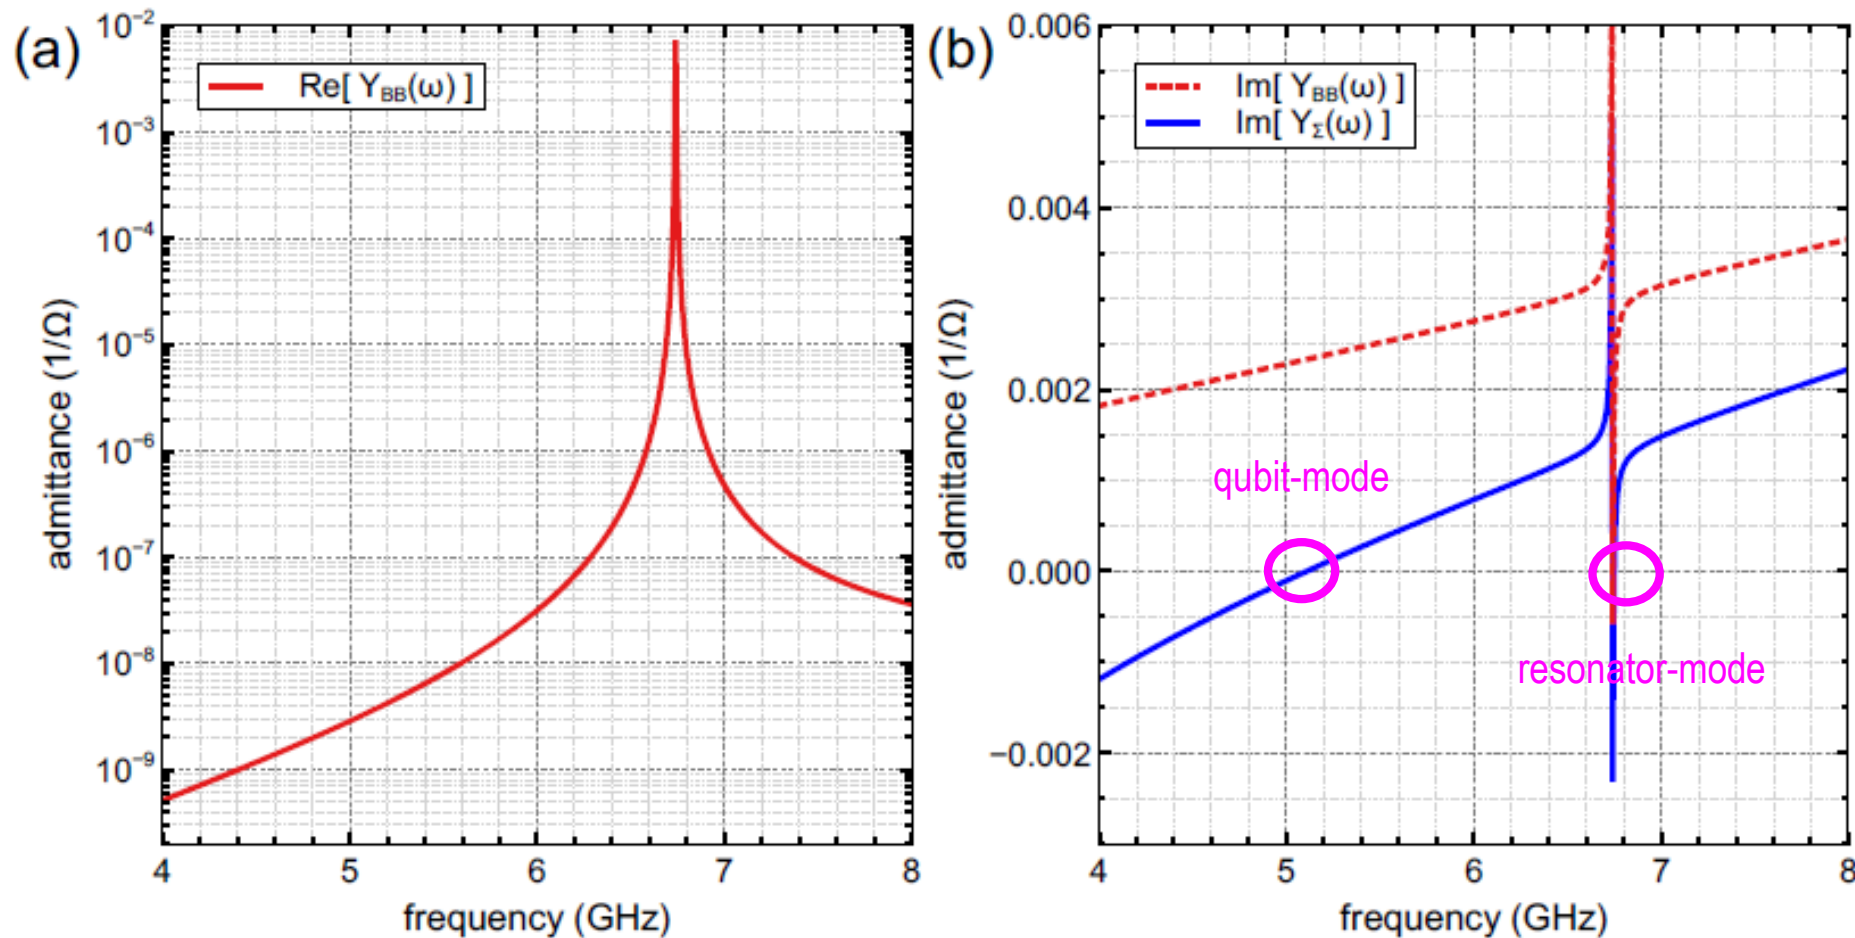 (a)
10⁻²
10⁻³
10⁻⁴
10⁻⁵
10⁻⁶
10⁻⁷
10⁻⁸
10⁻⁹
admittance (1/Ω)
Re[ Y_BB(ω) ]
4 5 6 7 8
frequency (GHz)
(b)
0.006
0.004
0.002
0.000
−0.002
admittance (1/Ω)
Im[ Y_BB(ω) ]
Im[ Y_Σ(ω) ]
qubit-mode
resonator-mode
4 5 6 7 8
frequency (GHz)